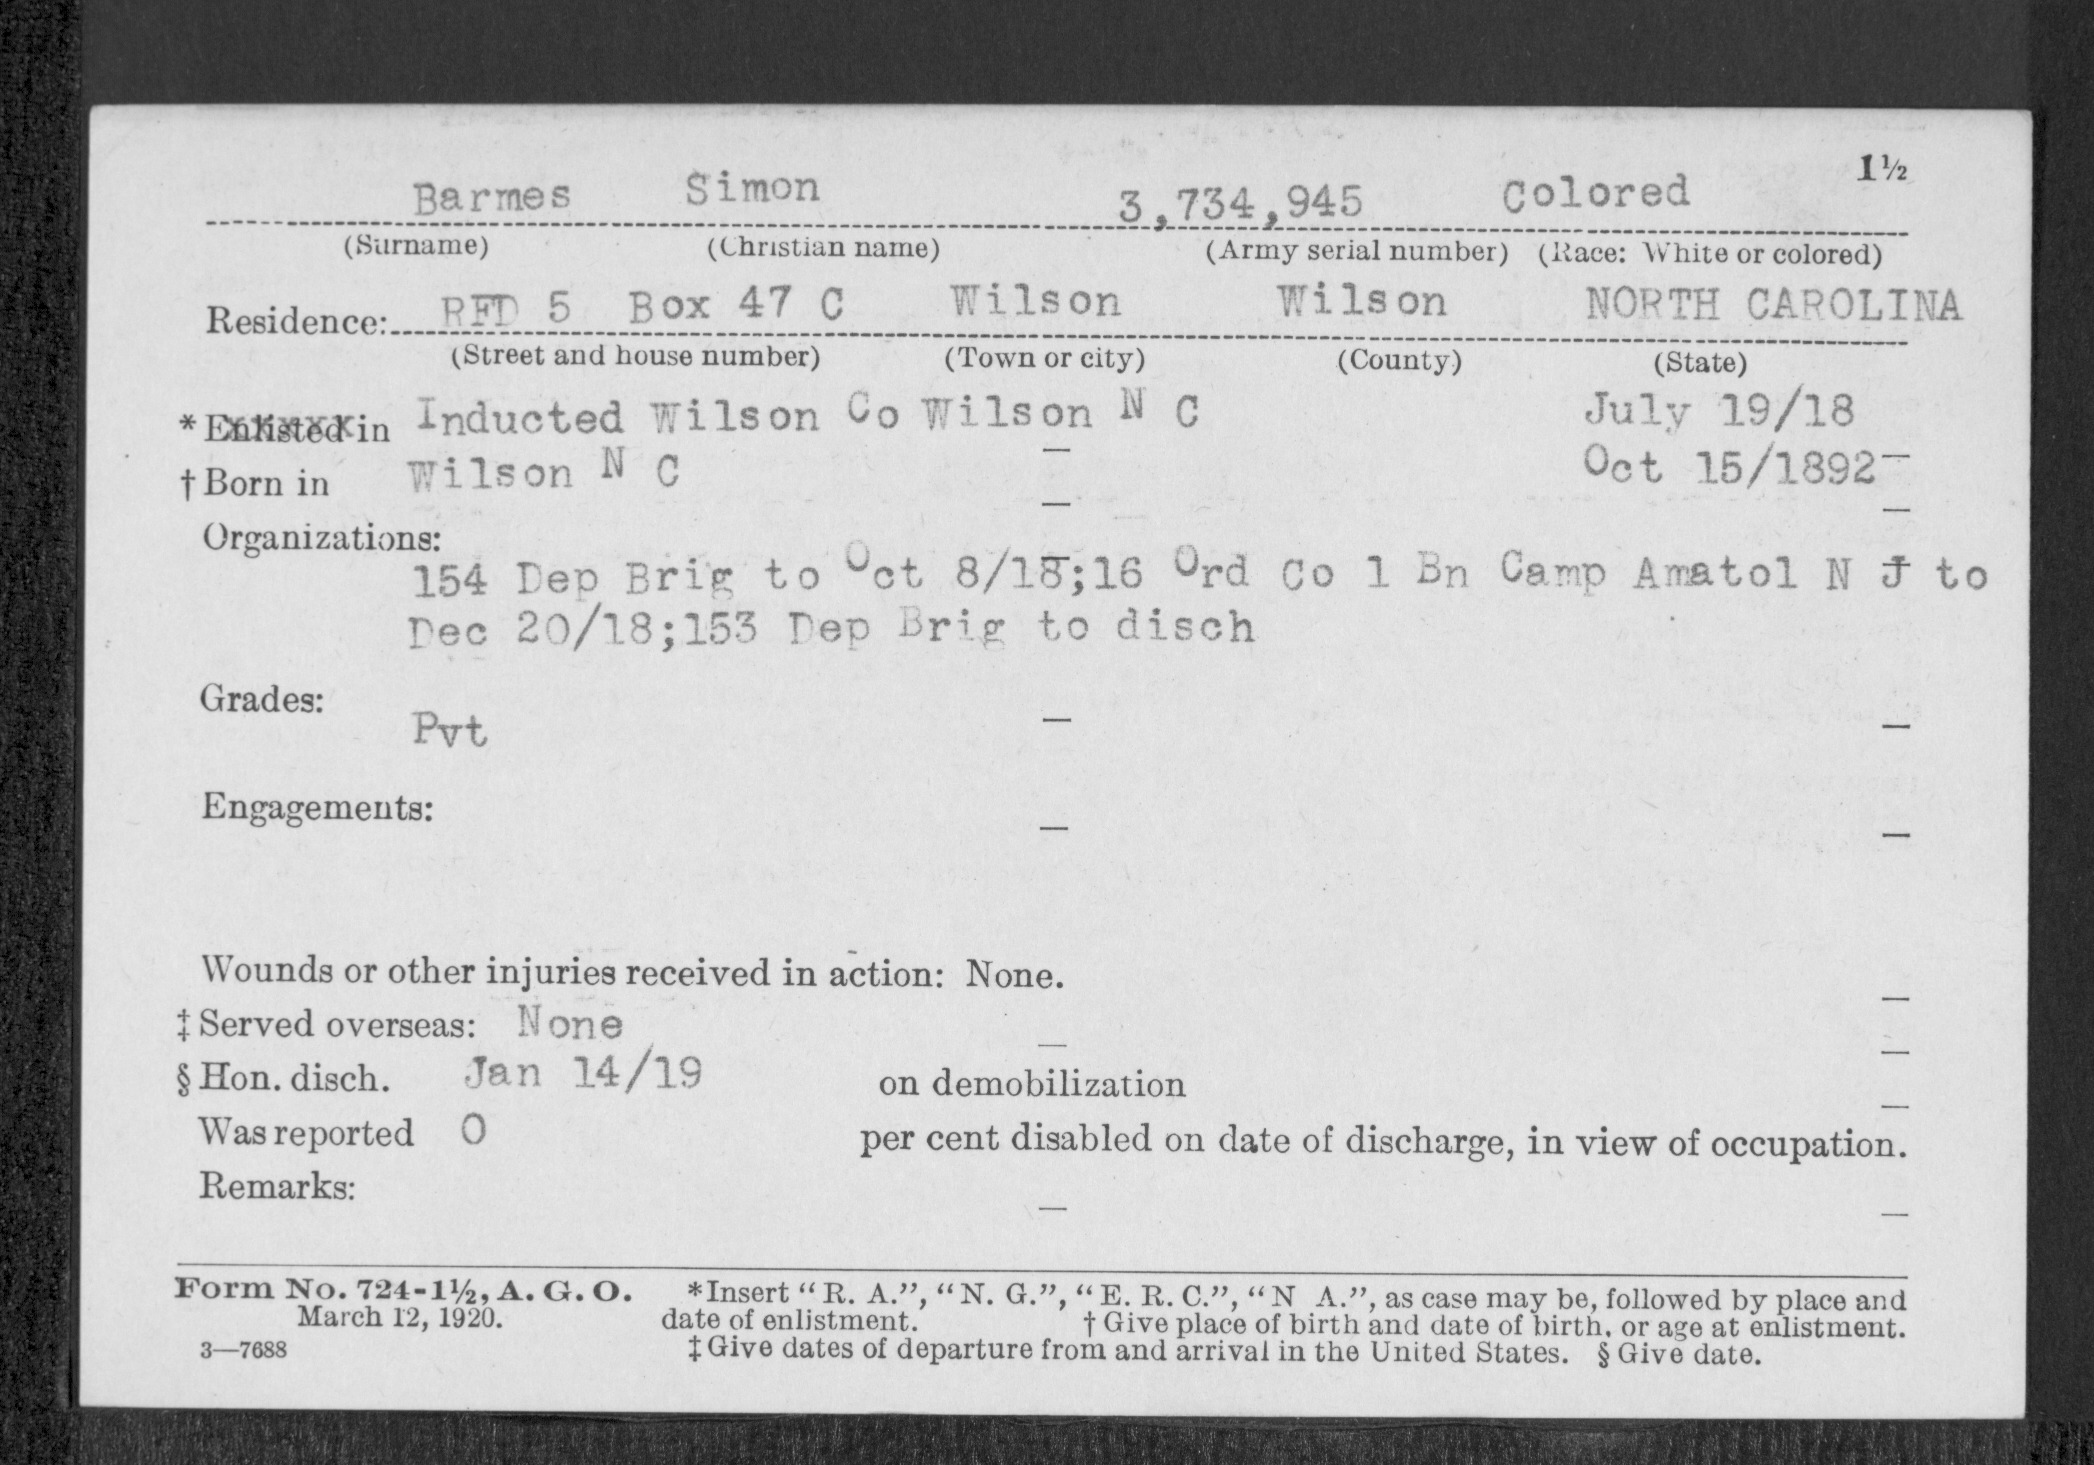 1½
Barmes Simon 3,734,945 Colored
(Surname) (Christian name) (Army serial number) (Race: White or colored)
Residence: RFD 5 Box 47 C Wilson Wilson NORTH CAROLINA
(Street and house number) (Town or city) (County) (State)
* Enlisted in Inducted Wilson Co Wilson N C July 19/18
† Born in Wilson N C Oct 15/1892
Organizations:
154 Dep Brig to Oct 8/18;16 Ord Co 1 Bn Camp Amatol N J to
Dec 20/18;153 Dep Brig to disch
Grades:
Pvt
Engagements:
Wounds or other injuries received in action: None.
‡ Served overseas: None
§ Hon. disch. Jan 14/19 on demobilization
Was reported 0 per cent disabled on date of discharge, in view of occupation.
Remarks:
Form No. 724-1½, A. G. O. *Insert "R. A.", "N. G.", "E. R. C.", "N A.", as case may be, followed by place and
March 12, 1920. date of enlistment. † Give place of birth and date of birth, or age at enlistment.
3—7688 ‡ Give dates of departure from and arrival in the United States. § Give date.